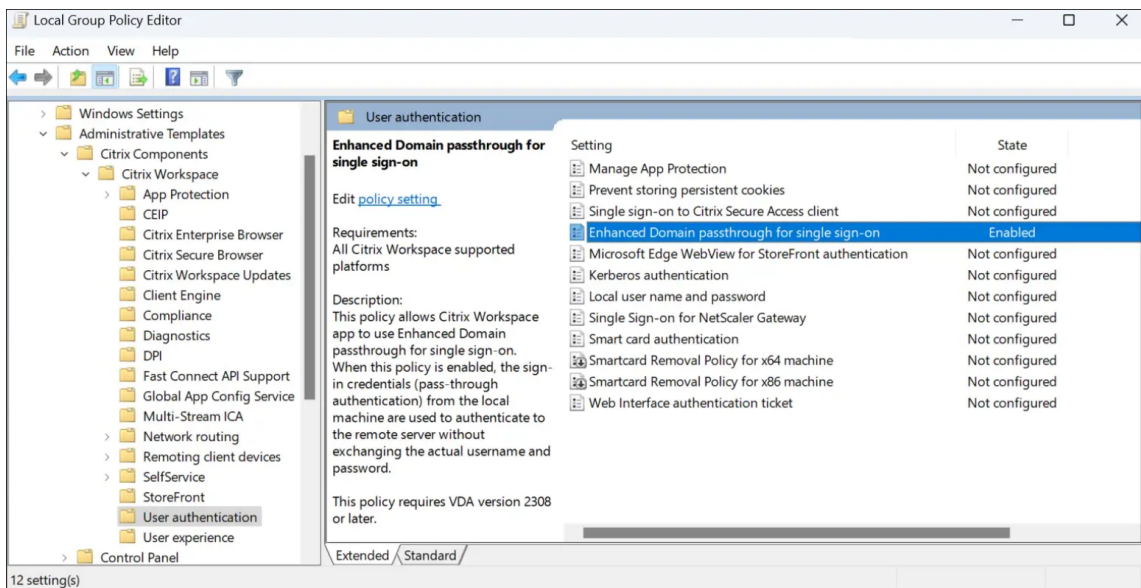 Local Group Policy Editor
File Action View Help
Windows Settings
Administrative Templates
Citrix Components
Citrix Workspace
App Protection
CEIP
Citrix Enterprise Browser
Citrix Secure Browser
Citrix Workspace Updates
Client Engine
Compliance
Diagnostics
DPI
Fast Connect API Support
Global App Config Service
Multi-Stream ICA
Network routing
Remoting client devices
SelfService
StoreFront
User authentication
User experience
Control Panel
User authentication
Enhanced Domain passthrough for
single sign-on
Edit policy setting
Requirements:
All Citrix Workspace supported
platforms
Description:
This policy allows Citrix Workspace
app to use Enhanced Domain
passthrough for single sign-on.
When this policy is enabled, the sign-
in credentials (pass-through
authentication) from the local
machine are used to authenticate to
the remote server without
exchanging the actual username and
password.
This policy requires VDA version 2308
or later.
Setting State
Manage App Protection Not configured
Prevent storing persistent cookies Not configured
Single sign-on to Citrix Secure Access client Not configured
Enhanced Domain passthrough for single sign-on Enabled
Microsoft Edge WebView for StoreFront authentication Not configured
Kerberos authentication Not configured
Local user name and password Not configured
Single Sign-on for NetScaler Gateway Not configured
Smart card authentication Not configured
Smartcard Removal Policy for x64 machine Not configured
Smartcard Removal Policy for x86 machine Not configured
Web Interface authentication ticket Not configured
Extended Standard
12 setting(s)